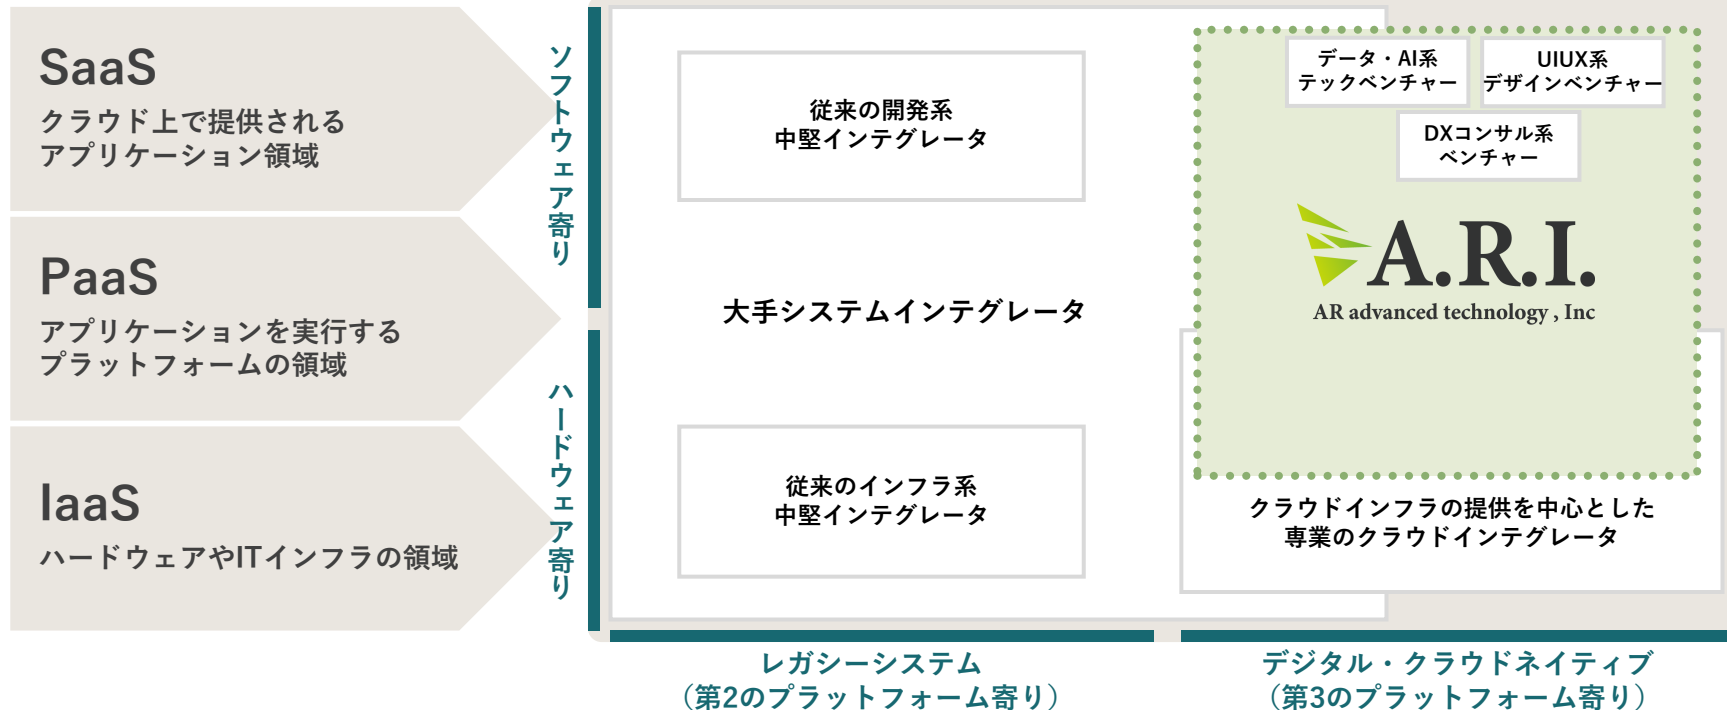 SaaS
クラウド上で提供される
アプリケーション領域
PaaS
アプリケーションを実行する
プラットフォームの領域
IaaS
ハードウェアやITインフラの領域
ソフトウェア寄り
ハードウェア寄り
従来の開発系
中堅インテグレータ
大手システムインテグレータ
従来のインフラ系
中堅インテグレータ
データ・AI系
テックベンチャー
UIUX系
デザインベンチャー
DXコンサル系
ベンチャー
A.R.I.
AR advanced technology , Inc
クラウドインフラの提供を中心とした
専業のクラウドインテグレータ
レガシーシステム
（第2のプラットフォーム寄り）
デジタル・クラウドネイティブ
（第3のプラットフォーム寄り）